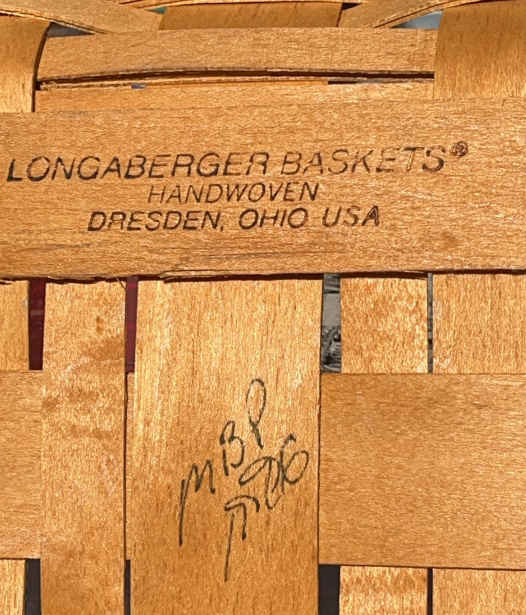 LONGABERGER BASKETS®
HANDWOVEN
DRESDEN, OHIO USA
MBP